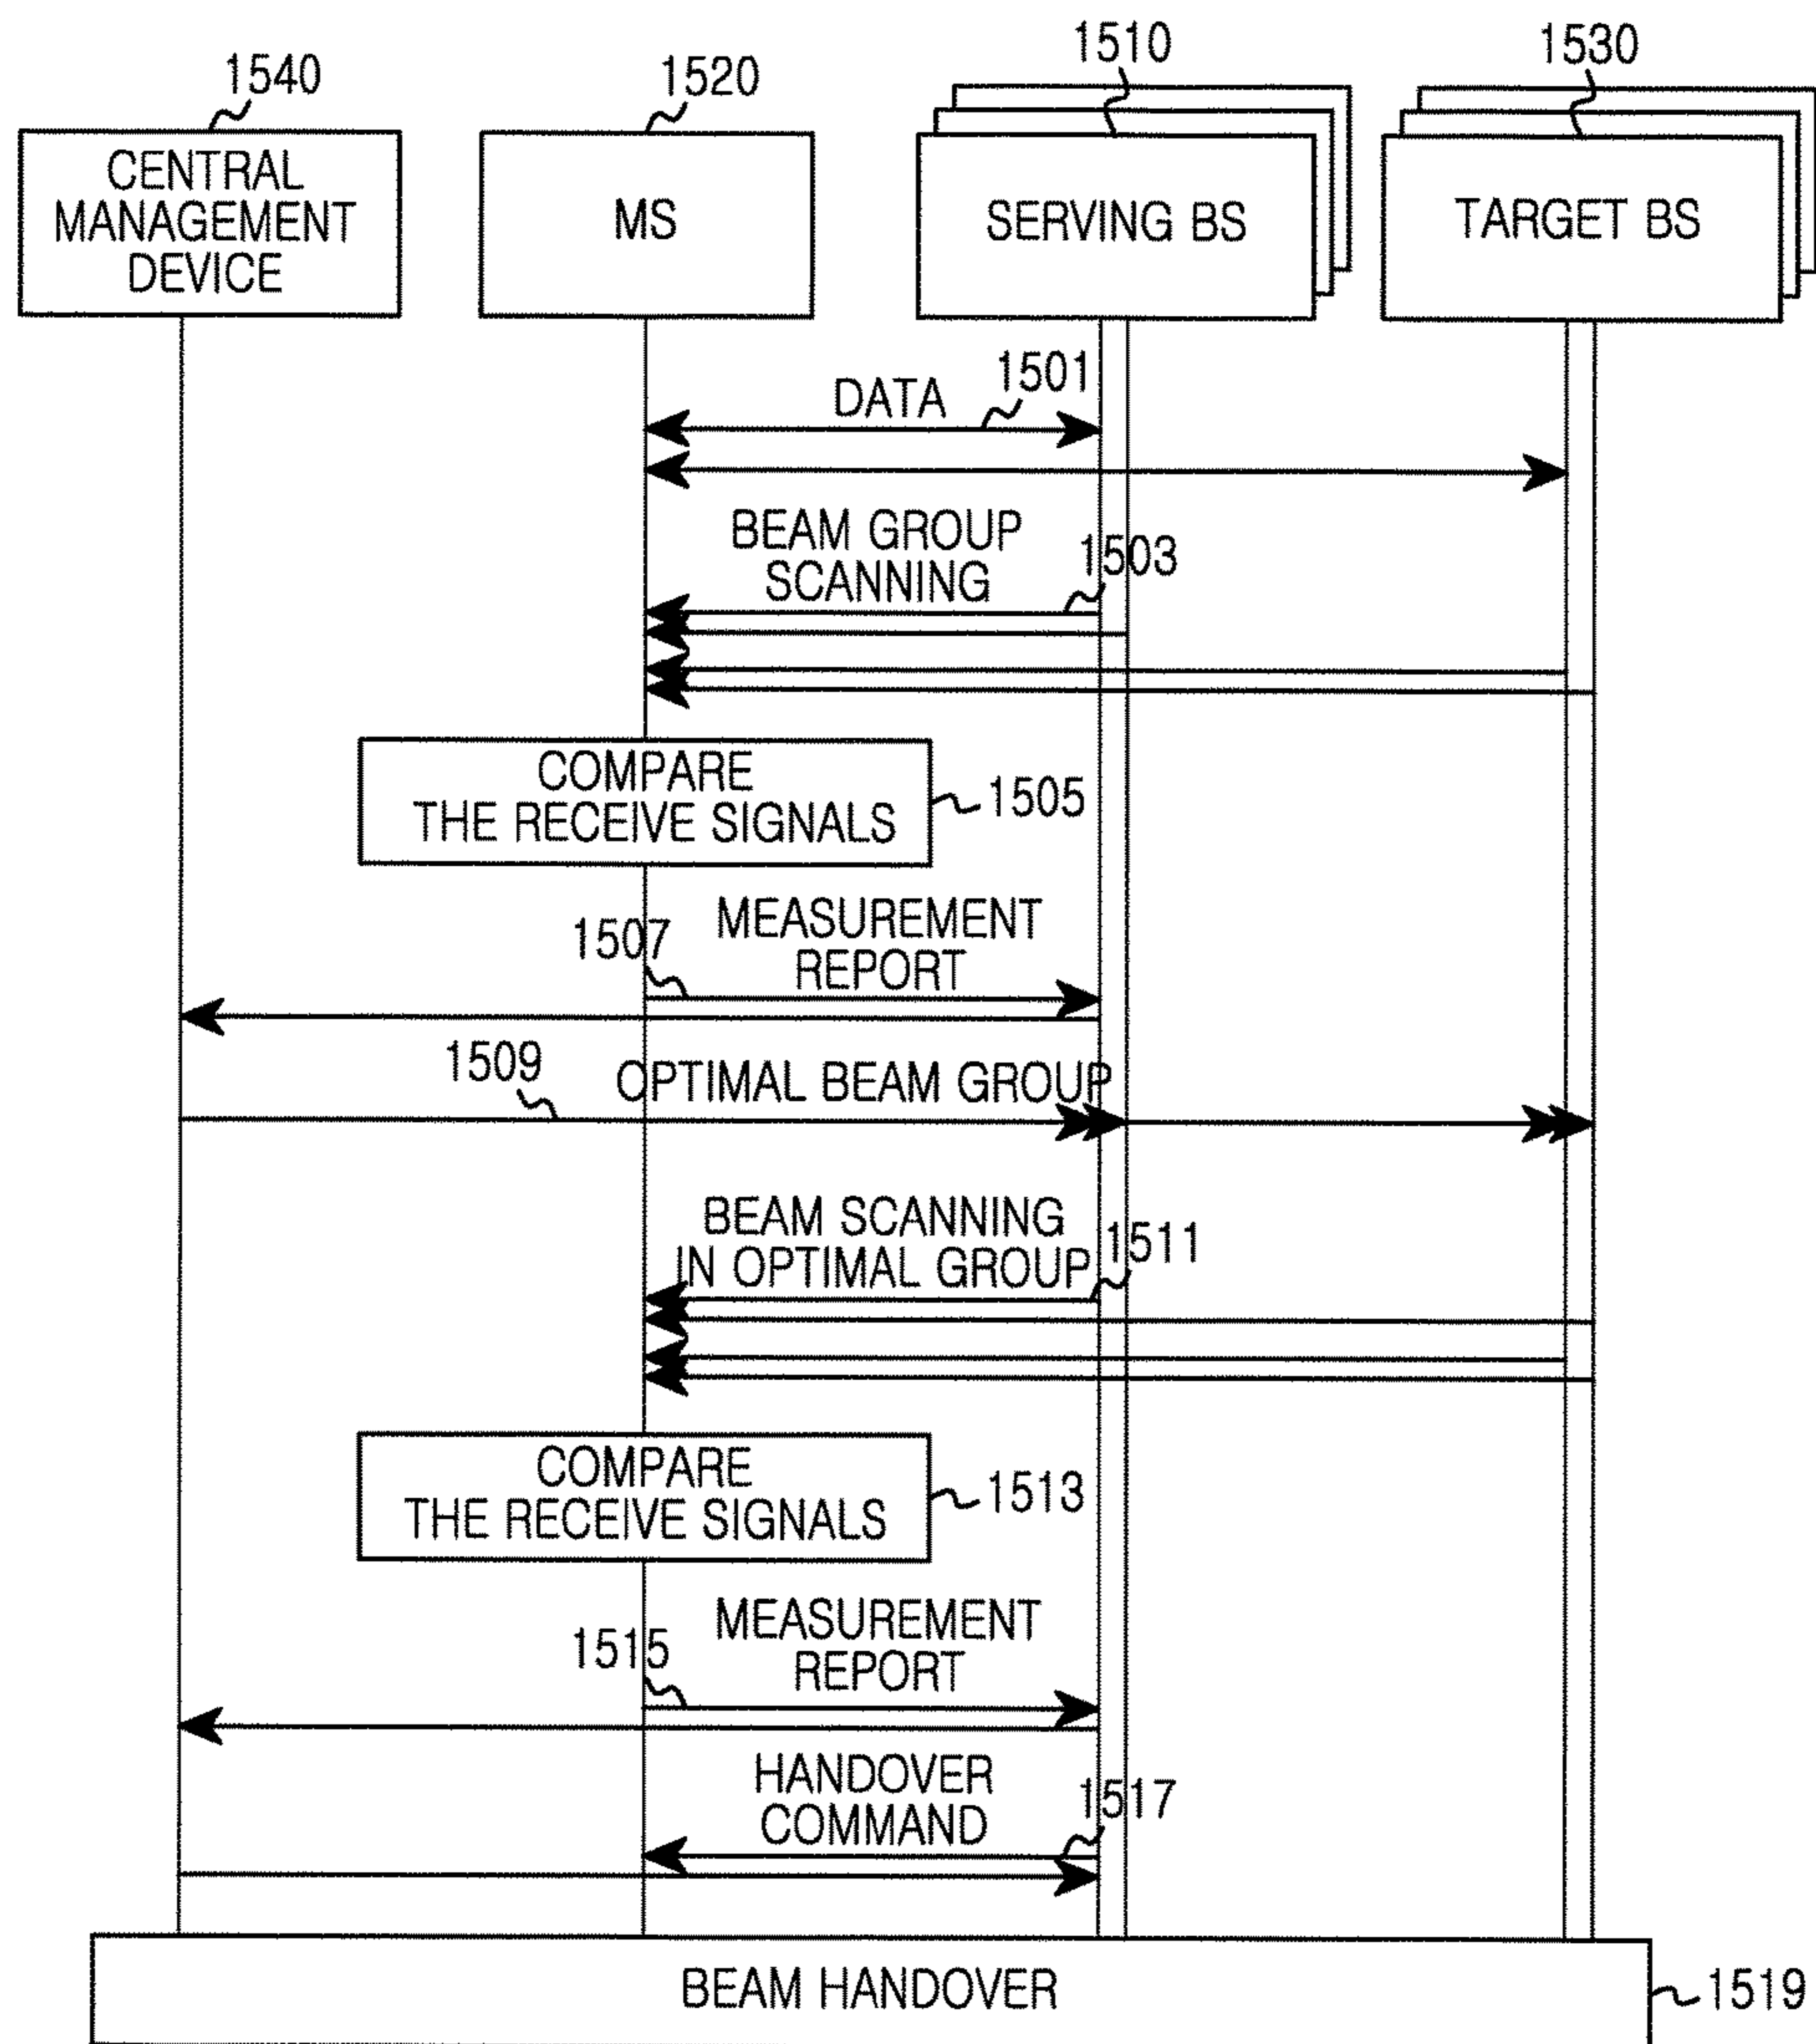 1540
1520
1510
1530
CENTRAL
MANAGEMENT
DEVICE
MS
SERVING BS
TARGET BS
DATA
1501
BEAM GROUP
SCANNING
1503
COMPARE
THE RECEIVE SIGNALS
1505
1507
MEASUREMENT
REPORT
1509
OPTIMAL BEAM GROUP
BEAM SCANNING
IN OPTIMAL GROUP
1511
COMPARE
THE RECEIVE SIGNALS
1513
1515
MEASUREMENT
REPORT
HANDOVER
COMMAND
1517
BEAM HANDOVER
1519